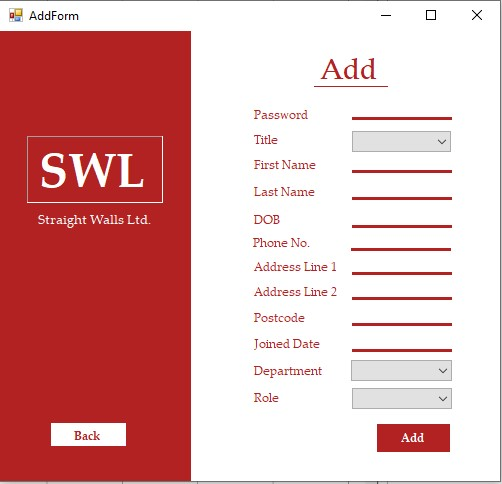 AddForm
SWL
Straight Walls Ltd.
Back
Add
Password
Title
First Name
Last Name
DOB
Phone No.
Address Line 1
Address Line 2
Postcode
Joined Date
Department
Role
Add